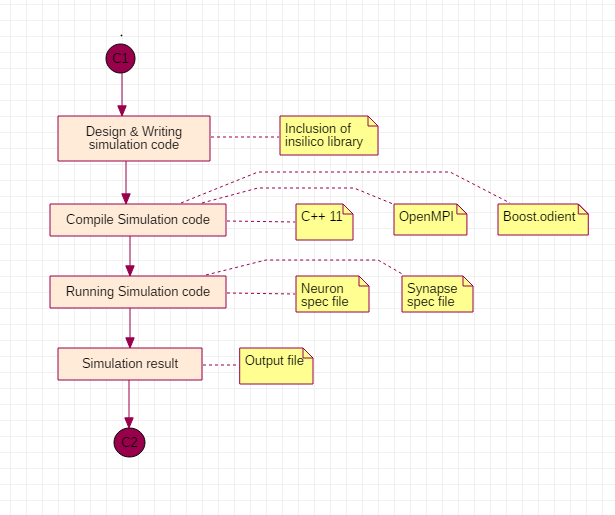 C1
Design & Writing
simulation code
Inclusion of
insilico library
Compile Simulation code
C++ 11
OpenMPI
Boost.odient
Running Simulation code
Neuron
spec file
Synapse
spec file
Simulation result
Output file
C2